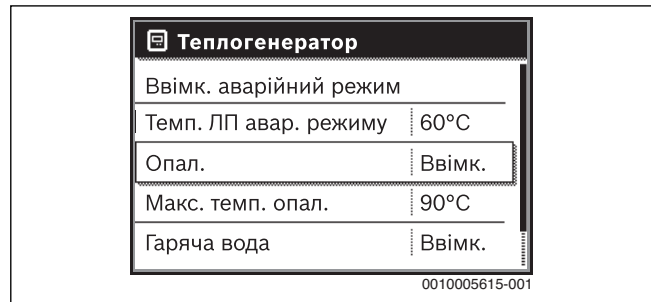 Теплогенератор
Ввімк. аварійний режим
Темп. ЛП авар. режиму 60°C
Опал. Ввімк.
Макс. темп. опал. 90°C
Гаряча вода Ввімк.
0010005615-001